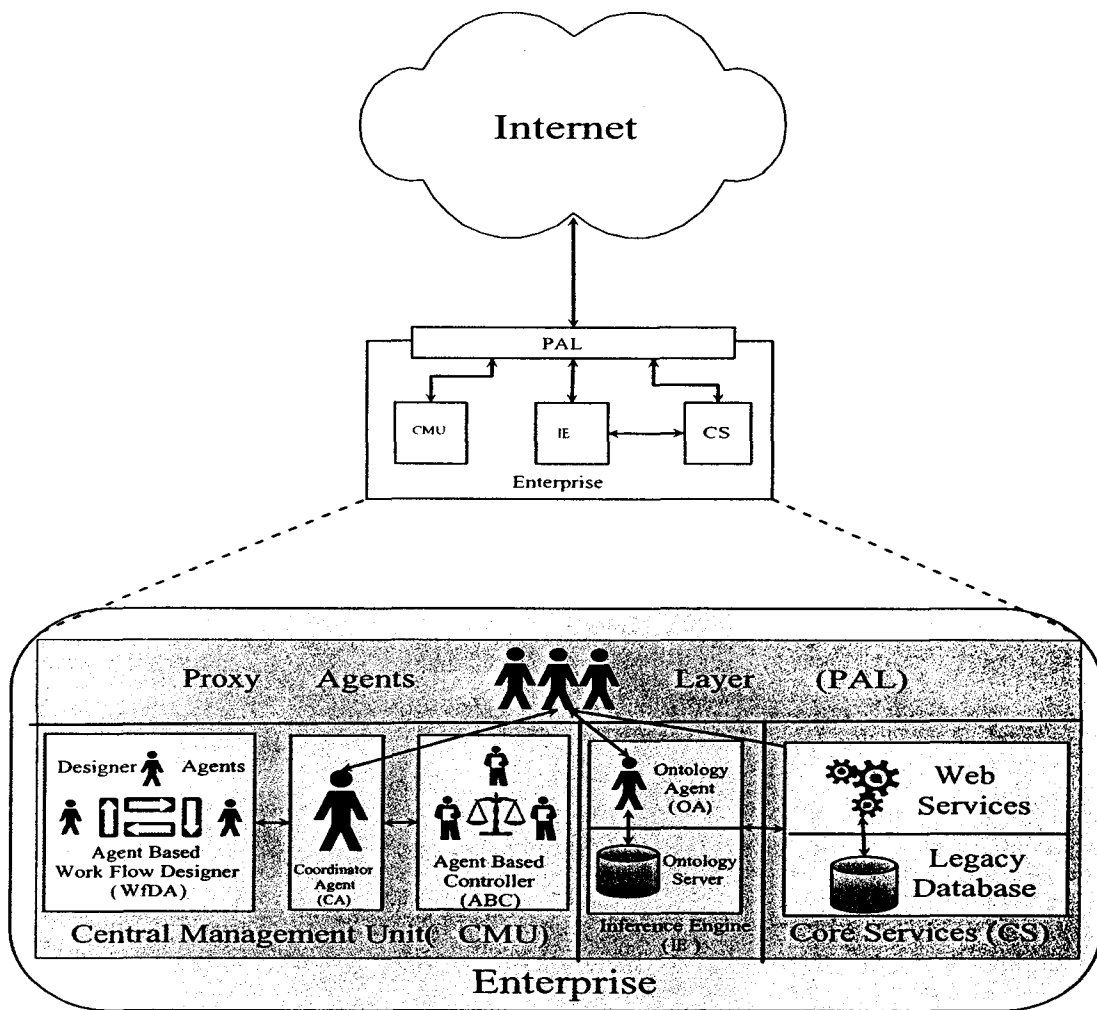 Internet
PAL
CMU
IE
CS
Enterprise
Proxy Agents Layer (PAL)
Designer Agents
Agent Based
Work Flow Designer
(WfDA)
Coordinator
Agent
(CA)
Agent Based
Controller
(ABC)
Ontology
Agent
(OA)
Ontology
Server
Web
Services
Legacy
Database
Central Management Unit( CMU)
Inference Engine
(IE)
Core Services (CS)
Enterprise